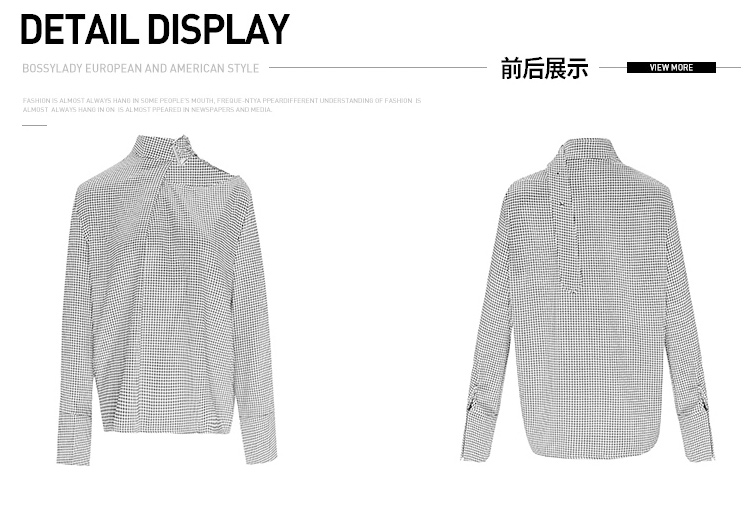 DETAIL DISPLAY
BOSSYLADY EUROPEAN AND AMERICAN STYLE
前后展示
VIEW MORE
FASHION IS ALMOST ALWAYS HANG IN SOME PEOPLE'S MOUTH, FREQUE-NTYA PPEARDIFFERENT UNDERSTANDING OF FASHION. IS
ALMOST ALWAYS HANG IN ON IS ALMOST PPEARED IN NEWSPAPERS AND MEDIA.